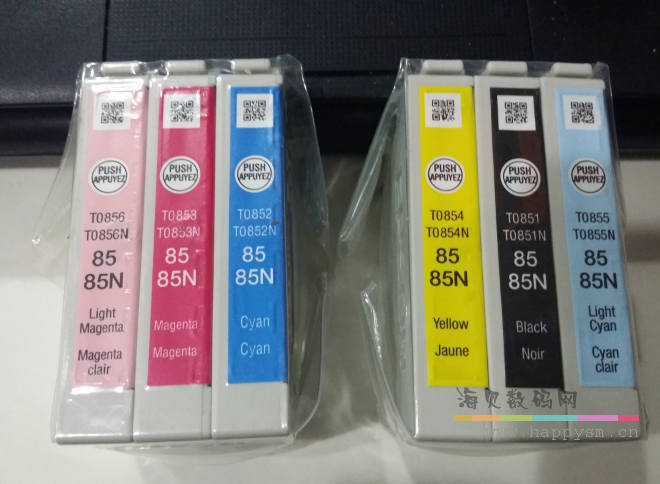 PUSH
APPUYEZ
T0856
T0856N
85
85N
Light
Magenta
Magenta
clair
PUSH
APPUYEZ
T0853
T0853N
85
85N
Magenta
Magenta
PUSH
APPUYEZ
T0852
T0852N
85
85N
Cyan
Cyan
PUSH
APPUYEZ
T0854
T0854N
85
85N
Yellow
Jaune
PUSH
APPUYEZ
T0851
T0851N
85
85N
Black
Noir
PUSH
APPUYEZ
T0855
T0855N
85
85N
Light
Cyan
Cyan
clair
海贝数码网
www.happysm.cn